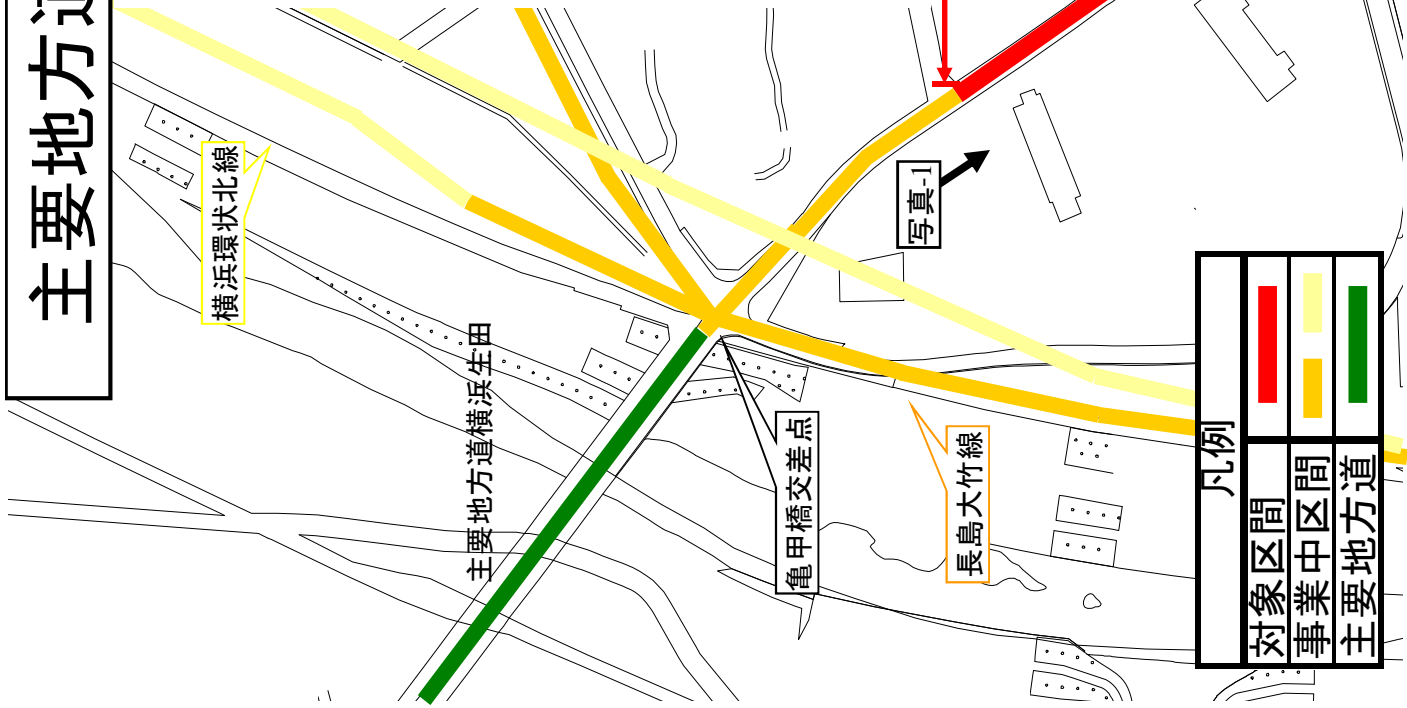 主要地方道
横浜環状北線
主要地方道横浜生田
亀甲橋交差点
写真-1
長島大竹線
凡例
対象区間
事業中区間
主要地方道